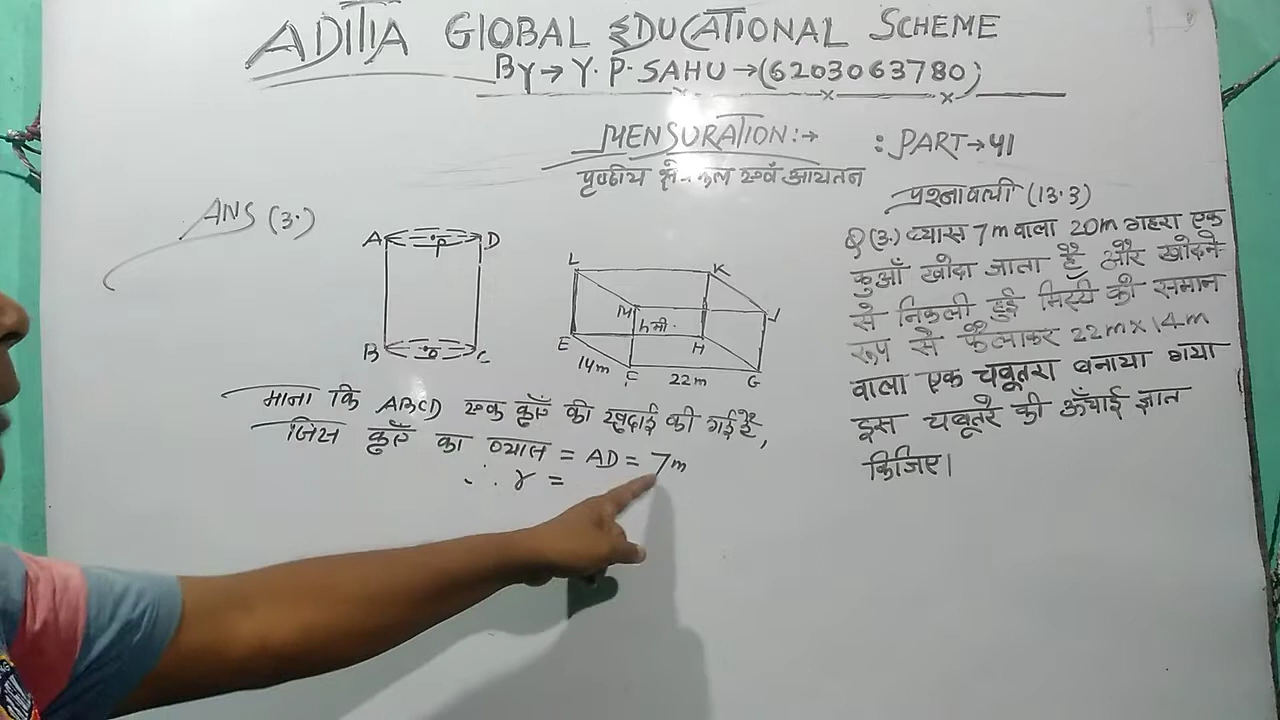 ADITIA GLOBAL EDUCATIONAL SCHEME
BY→Y.P.SAHU→(6203063780)
MENSURATION:→ : PART→41
पृष्ठीय क्षेत्रफल एवं आयतन
प्रश्नावली (13.3)
ANS (3.)
Q(3.) व्यास 7m वाला 20m गहरा एक
कुआँ खोदा जाता है और खोदने
से निकली हुई मिट्टी को समान
रूप से फैलाकर 22m×14m
वाला एक चबूतरा बनाया गया
इस चबूतरे की ऊँचाई ज्ञात
किजिए।
A P D
B O C
L K
M J
hमी.
E H
14m F 22m G
माना कि ABCD एक कुएँ की खुदाई की गई है,
जिस कुएँ का व्यास = AD = 7m
∴ r =